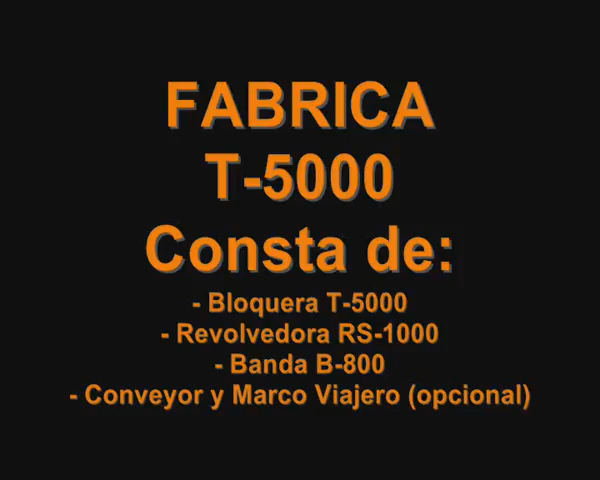 FABRICA
T-5000
Consta de:
- Bloquera T-5000
- Revolvedora RS-1000
- Banda B-800
- Conveyor y Marco Viajero (opcional)